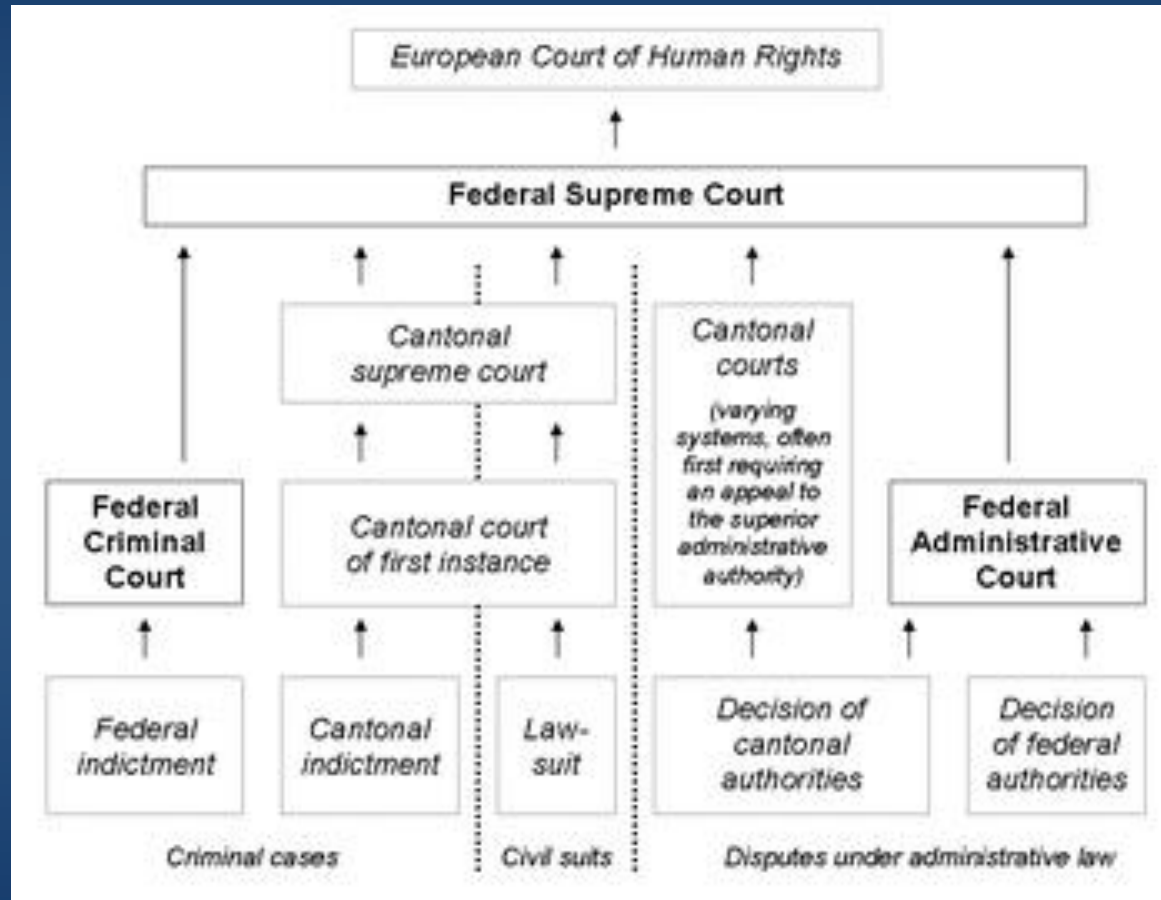 European Court of Human Rights
Federal Supreme Court
Cantonal
supreme court
Cantonal
courts
(varying
systems, often
first requiring
an appeal to
the superior
administrative
authority)
Federal
Criminal
Court
Cantonal court
of first instance
Federal
Administrative
Court
Federal
indictment
Cantonal
indictment
Law-
suit
Decision of
cantonal
authorities
Decision
of federal
authorities
Criminal cases
Civil suits
Disputes under administrative law